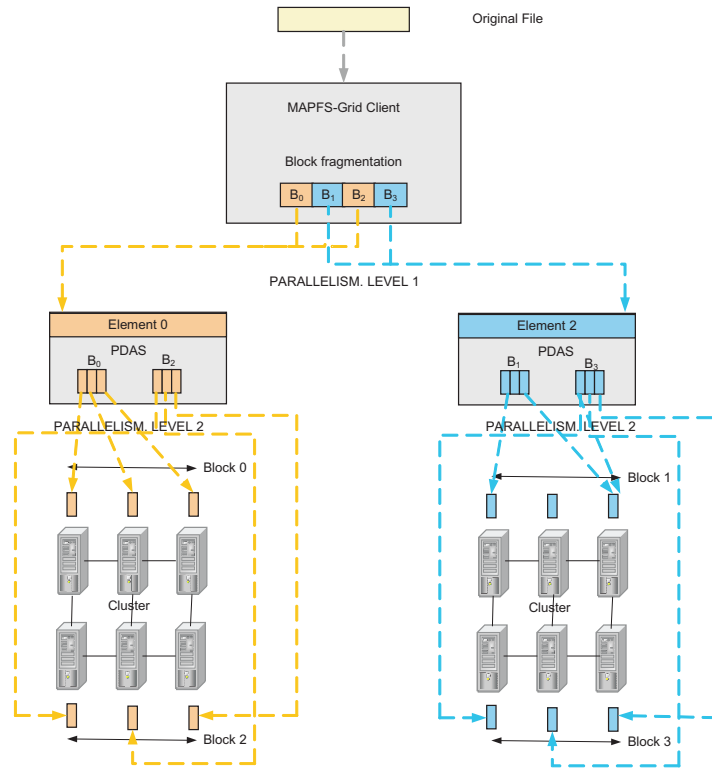 Original File
MAPFS-Grid Client
Block fragmentation
B0 B1 B2 B3
PARALLELISM. LEVEL 1
Element 0
PDAS
B0 B2
PARALLELISM. LEVEL 2
Block 0
Cluster
Block 2
Element 2
PDAS
B1 B3
PARALLELISM. LEVEL 2
Block 1
Cluster
Block 3